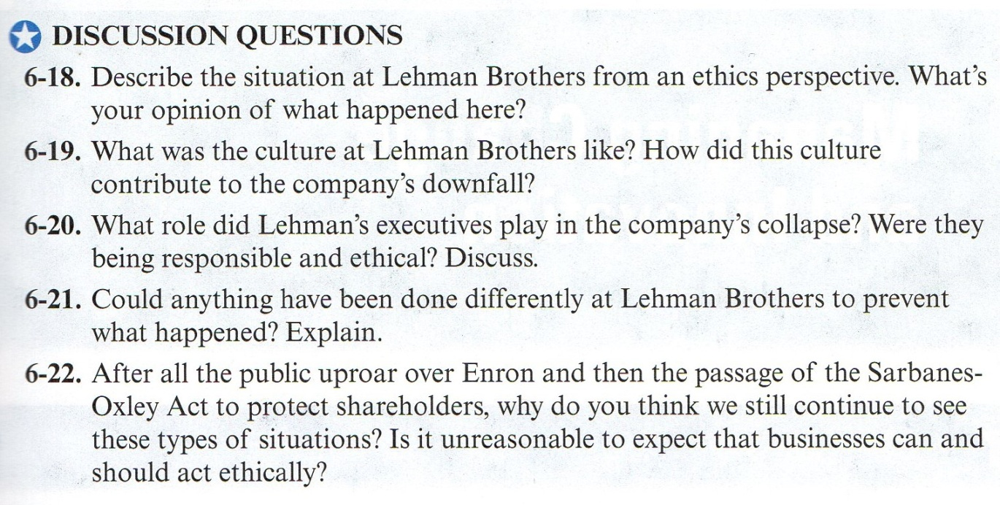 DISCUSSION QUESTIONS
6-18. Describe the situation at Lehman Brothers from an ethics perspective. What’s
your opinion of what happened here?
6-19. What was the culture at Lehman Brothers like? How did this culture
contribute to the company’s downfall?
6-20. What role did Lehman’s executives play in the company’s collapse? Were they
being responsible and ethical? Discuss.
6-21. Could anything have been done differently at Lehman Brothers to prevent
what happened? Explain.
6-22. After all the public uproar over Enron and then the passage of the Sarbanes-
Oxley Act to protect shareholders, why do you think we still continue to see
these types of situations? Is it unreasonable to expect that businesses can and
should act ethically?